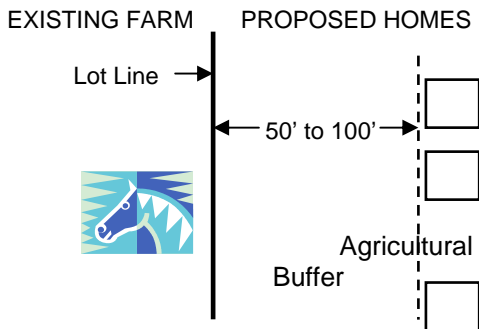 EXISTING FARM PROPOSED HOMES
Lot Line
50’ to 100’
Agricultural
Buffer